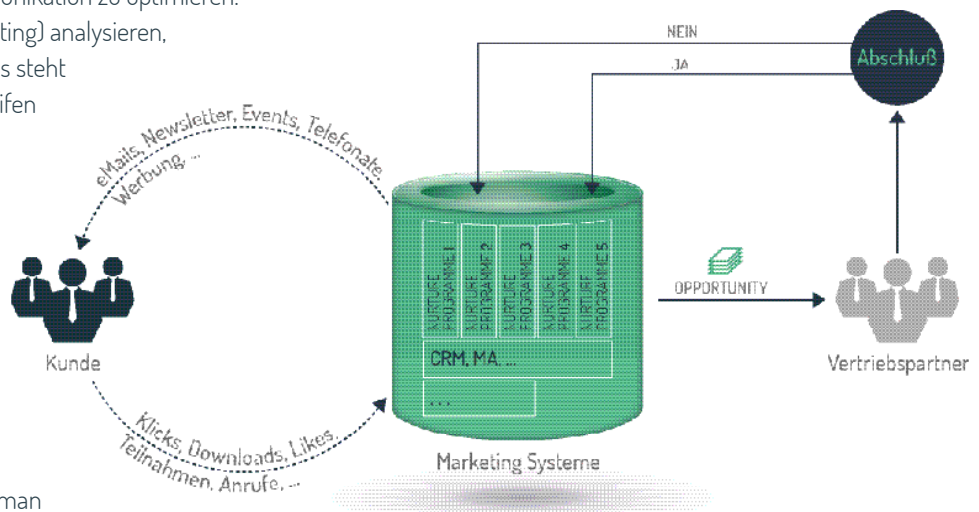 munikation zu optimieren.
ting) analysieren,
s steht
ifen
NEIN
JA
Abschluß
eMails, Newsletter, Events, Telefonate
Werbung, ...
NURTURE
PROGRAMME 1
NURTURE
PROGRAMME 2
NURTURE
PROGRAMME 3
NURTURE
PROGRAMME 4
NURTURE
PROGRAMME 5
CRM, MA, ...
...
OPPORTUNITY
Kunde
Vertriebspartner
Klicks, Downloads, Likes,
Teilnahmen, Anrufe, ...
Marketing Systeme
man